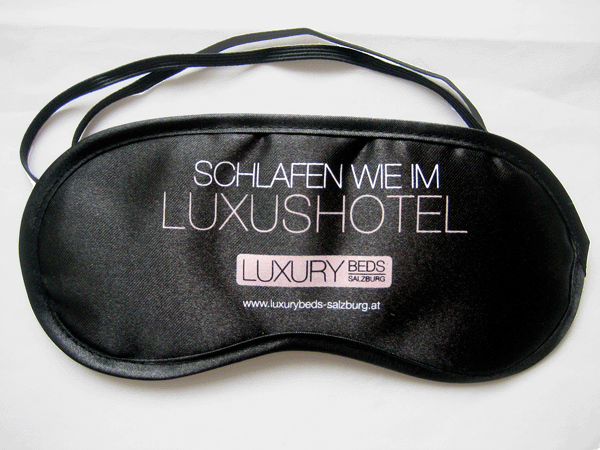 SCHLAFEN WIE IM
LUXUSHOTEL
LUXURY BEDS SALZBURG
www.luxurybeds-salzburg.at